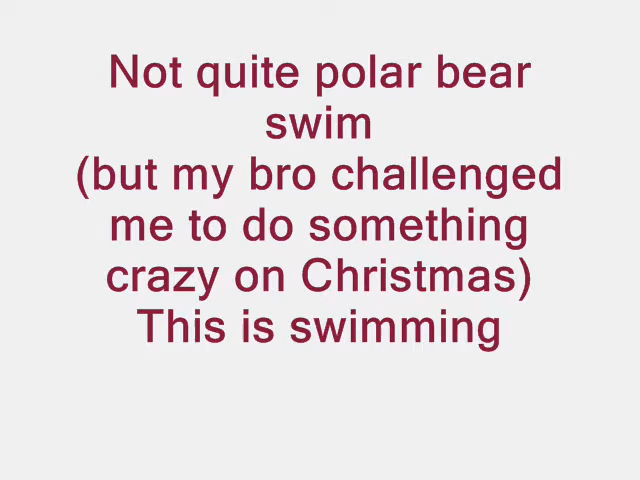 Not quite polar bear
swim
(but my bro challenged
me to do something
crazy on Christmas)
This is swimming